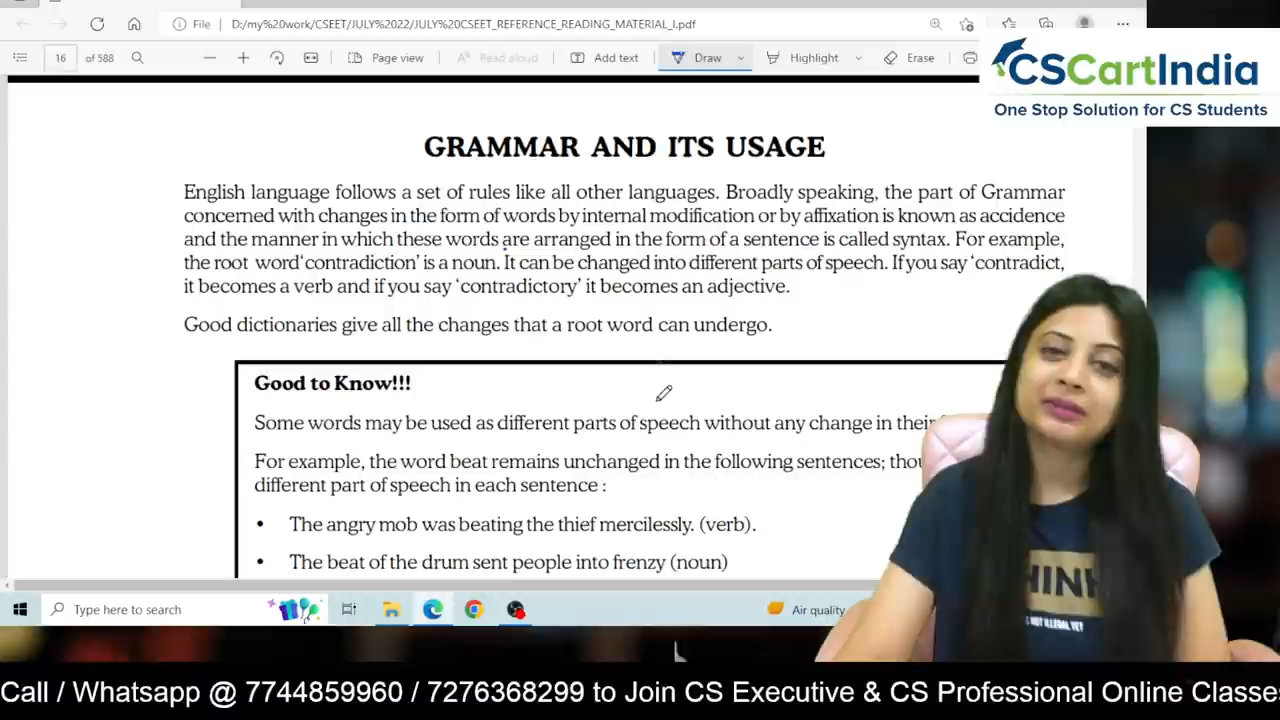 File
D:/my%20work/CSEET/JULY%2022/JULY%20CSEET_REFERENCE_READING_MATERIAL_I.pdf
16 of 588
Page view
Read aloud
Add text
Draw
Highlight
Erase
CSCartIndia
One Stop Solution for CS Students
GRAMMAR AND ITS USAGE
English language follows a set of rules like all other languages. Broadly speaking, the part of Grammar
concerned with changes in the form of words by internal modification or by affixation is known as accidence
and the manner in which these words are arranged in the form of a sentence is called syntax. For example,
the root word‘contradiction’ is a noun. It can be changed into different parts of speech. If you say ‘contradict,
it becomes a verb and if you say ‘contradictory’ it becomes an adjective.
Good dictionaries give all the changes that a root word can undergo.
Good to Know!!!
Some words may be used as different parts of speech without any change in their
For example, the word beat remains unchanged in the following sentences;
different part of speech in each sentence :
• The angry mob was beating the thief mercilessly. (verb).
• The beat of the drum sent people into frenzy (noun)
Type here to search
Air quality
THINK
NOT ILLEGAL YET
Call / Whatsapp @ 7744859960 / 7276368299 to Join CS Executive & CS Professional Online Classes